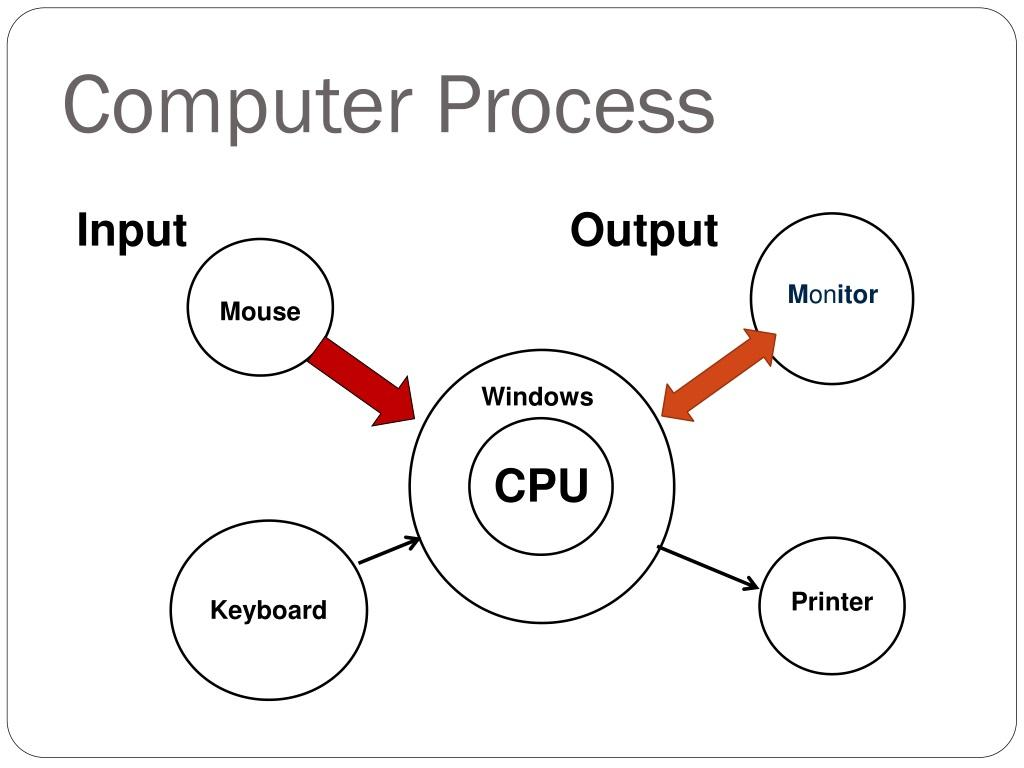 Computer Process
Input
Output
Mouse
Monitor
Windows
CPU
Keyboard
Printer